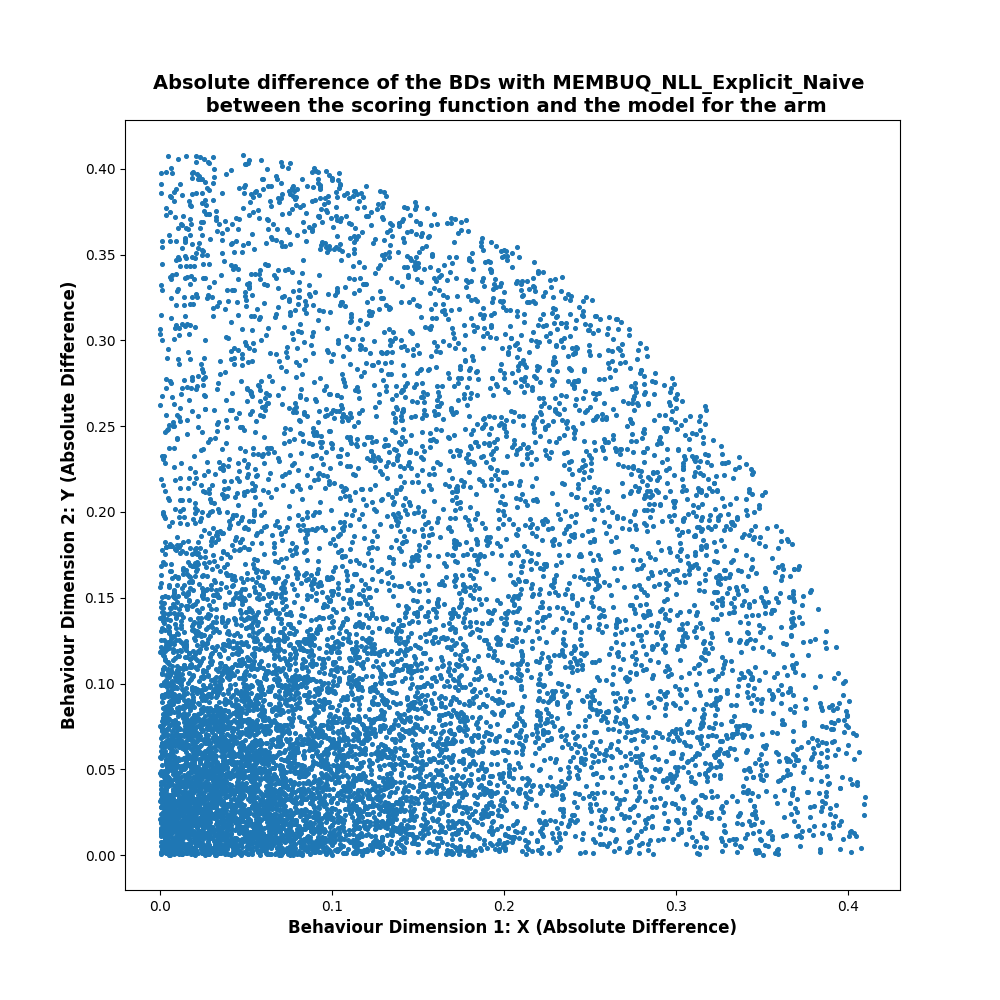 Absolute difference of the BDs with MEMBUQ_NLL_Explicit_Naive
between the scoring function and the model for the arm
Behaviour Dimension 2: Y (Absolute Difference)
0.40
0.35
0.30
0.25
0.20
0.15
0.10
0.05
0.00
0.0 0.1 0.2 0.3 0.4
Behaviour Dimension 1: X (Absolute Difference)